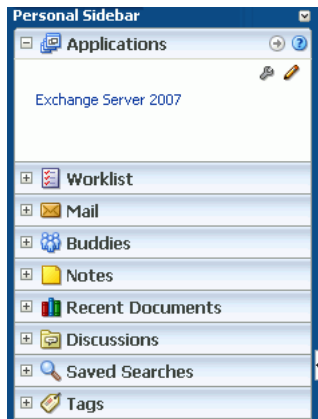 Personal Sidebar
Applications
Exchange Server 2007
Worklist
Mail
Buddies
Notes
Recent Documents
Discussions
Saved Searches
Tags